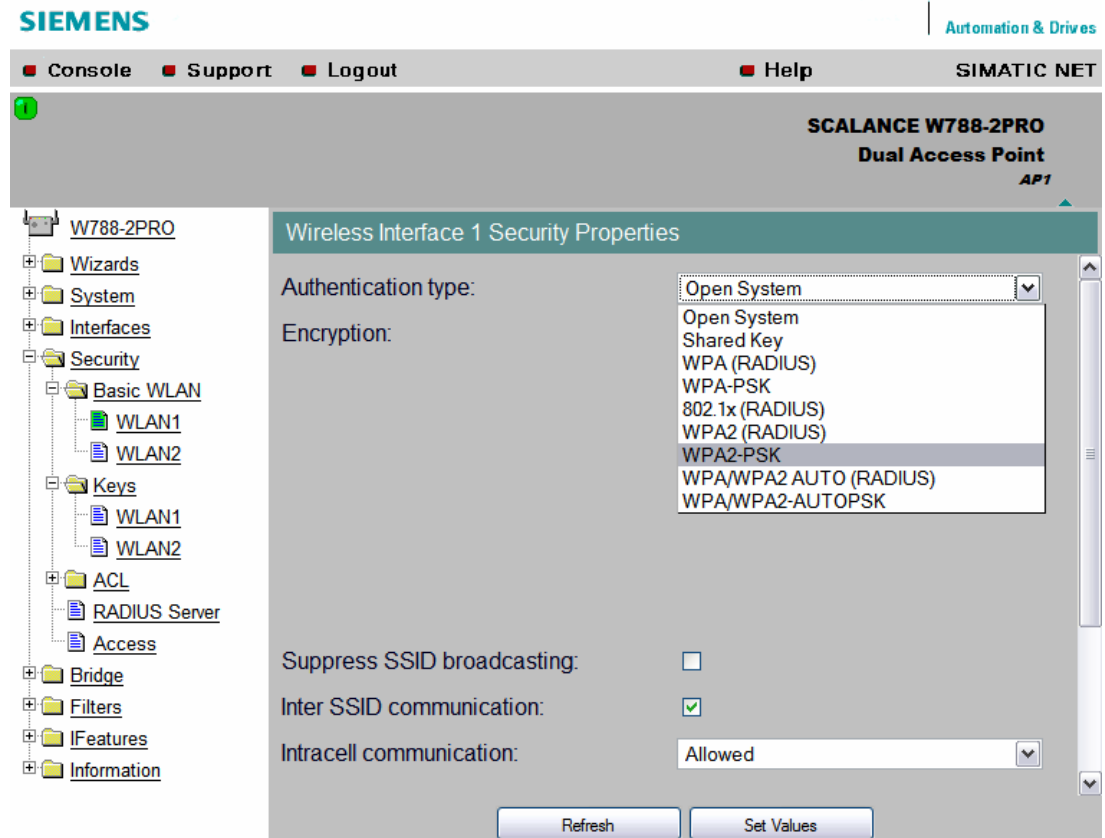 SIEMENS
Automation & Drives
Console Support Logout Help SIMATIC NET
SCALANCE W788-2PRO
Dual Access Point
AP1
W788-2PRO
Wizards
System
Interfaces
Security
Basic WLAN
WLAN1
WLAN2
Keys
WLAN1
WLAN2
ACL
RADIUS Server
Access
Bridge
Filters
IFeatures
Information
Wireless Interface 1 Security Properties
Authentication type: Open System
Encryption:
Open System
Shared Key
WPA (RADIUS)
WPA-PSK
802.1x (RADIUS)
WPA2 (RADIUS)
WPA2-PSK
WPA/WPA2 AUTO (RADIUS)
WPA/WPA2-AUTOPSK
Suppress SSID broadcasting:
Inter SSID communication:
Intracell communication: Allowed
Refresh Set Values